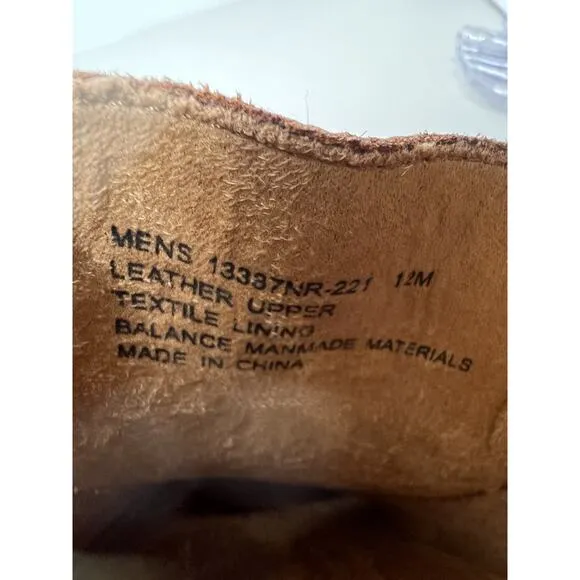 MENS 13387NR-221 12M
LEATHER UPPER
TEXTILE LINING
BALANCE MANMADE MATERIALS
MADE IN CHINA